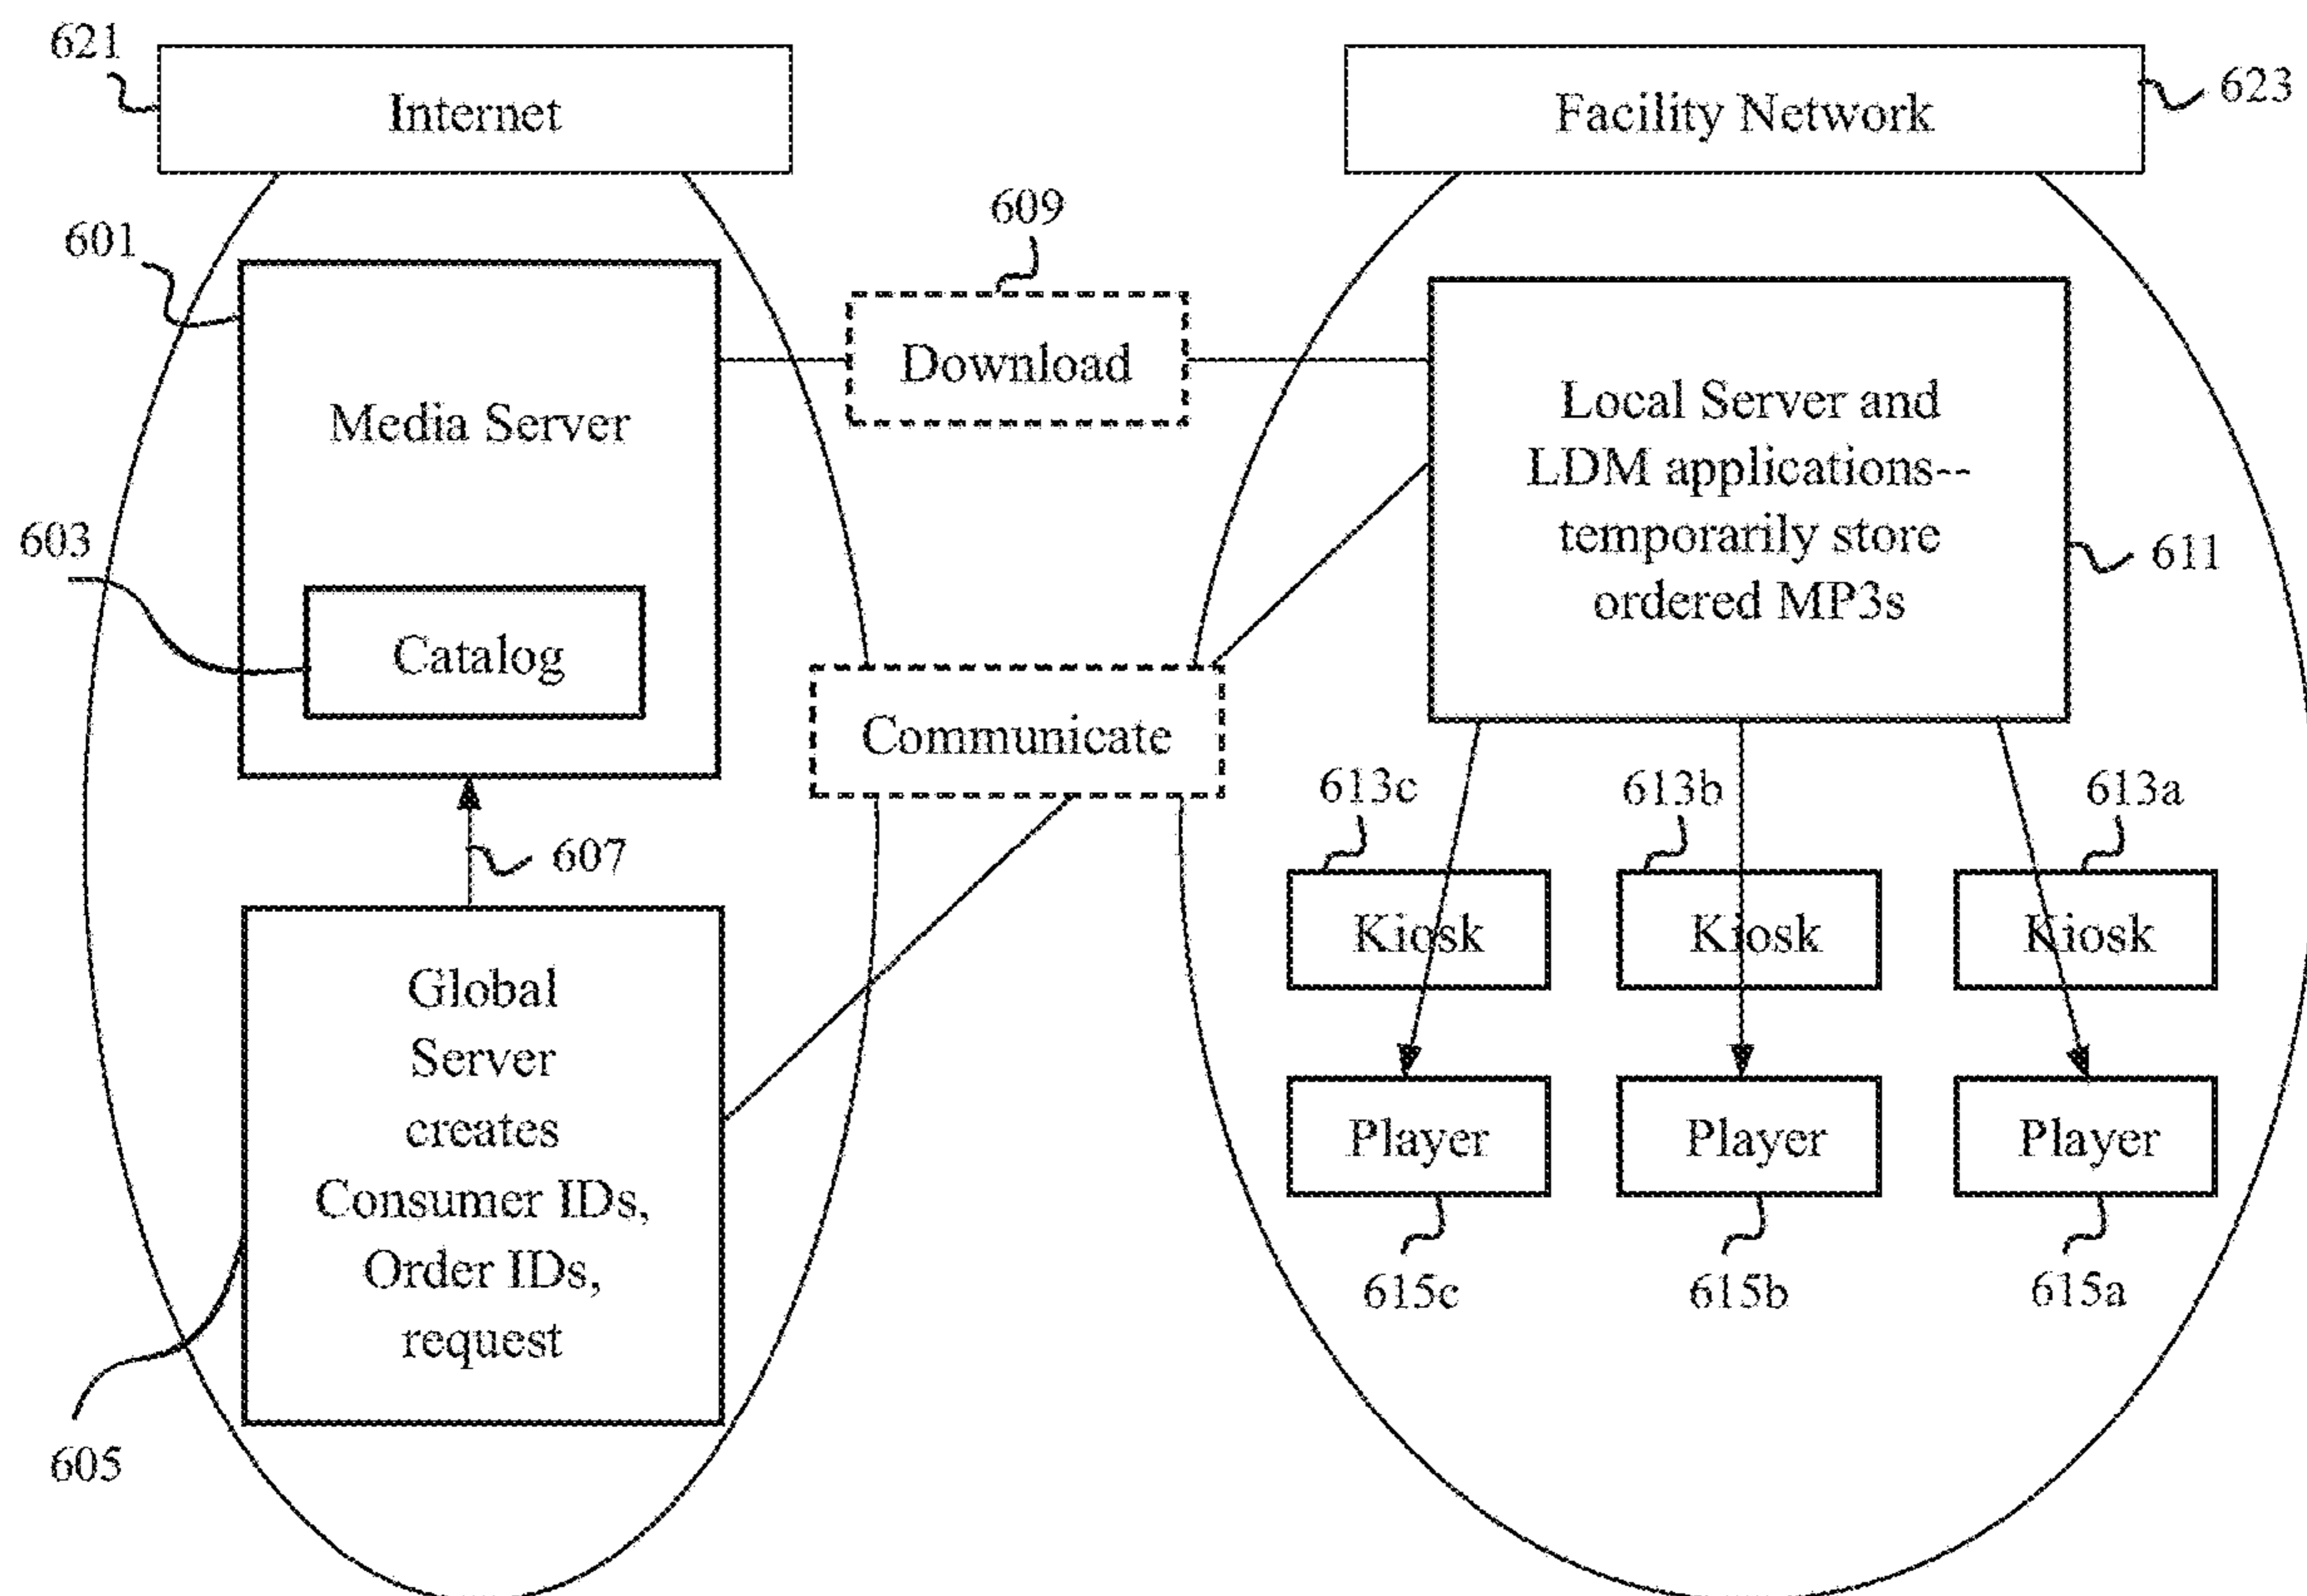 621
Internet
Facility Network
623
609
601
Download
Media Server
Local Server and
LDM applications--
temporarily store
ordered MP3s
611
603
Catalog
Communicate
613c
613b
613a
607
Kiosk
Kiosk
Kiosk
Global
Server
creates
Consumer IDs,
Order IDs,
request
Player
Player
Player
615c
615b
615a
605